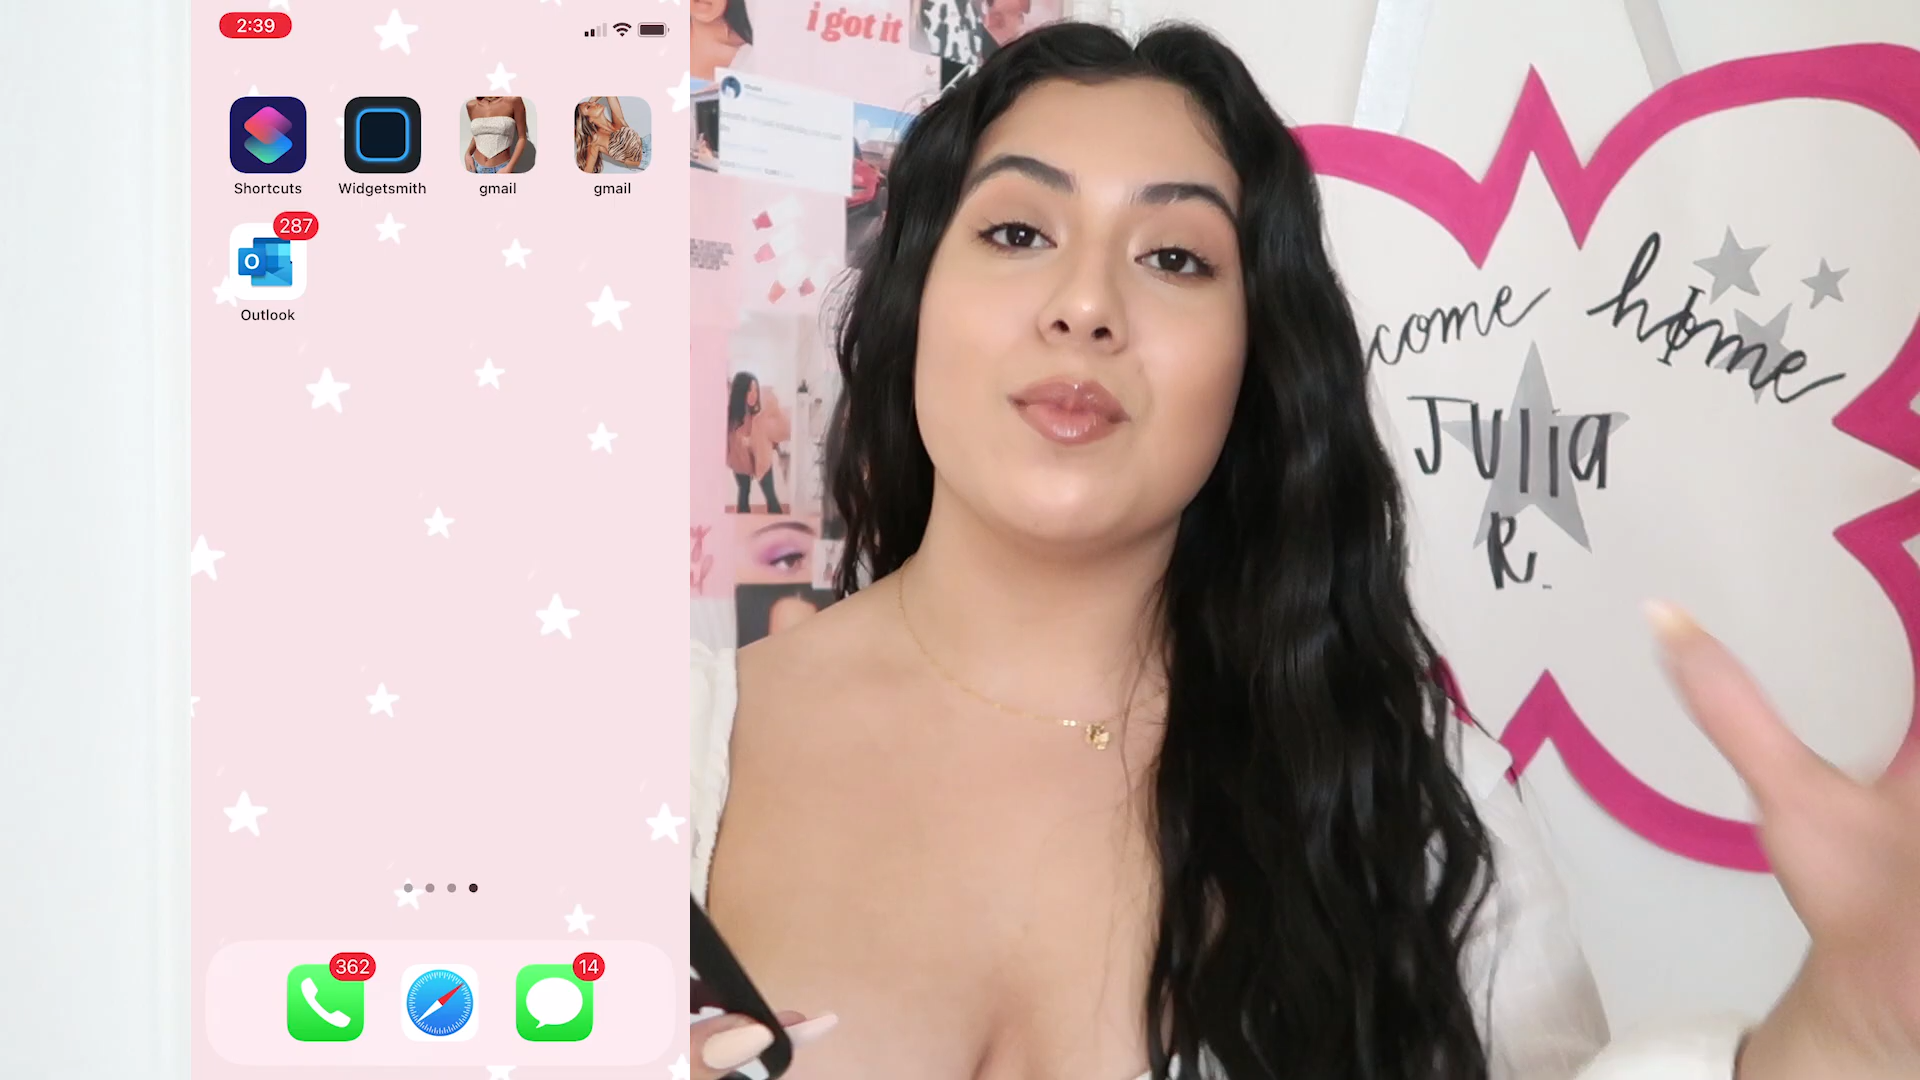 2:39
Shortcuts
Widgetsmith
gmail
gmail
287
Outlook
362
14
i got it
come home
Julia
R.